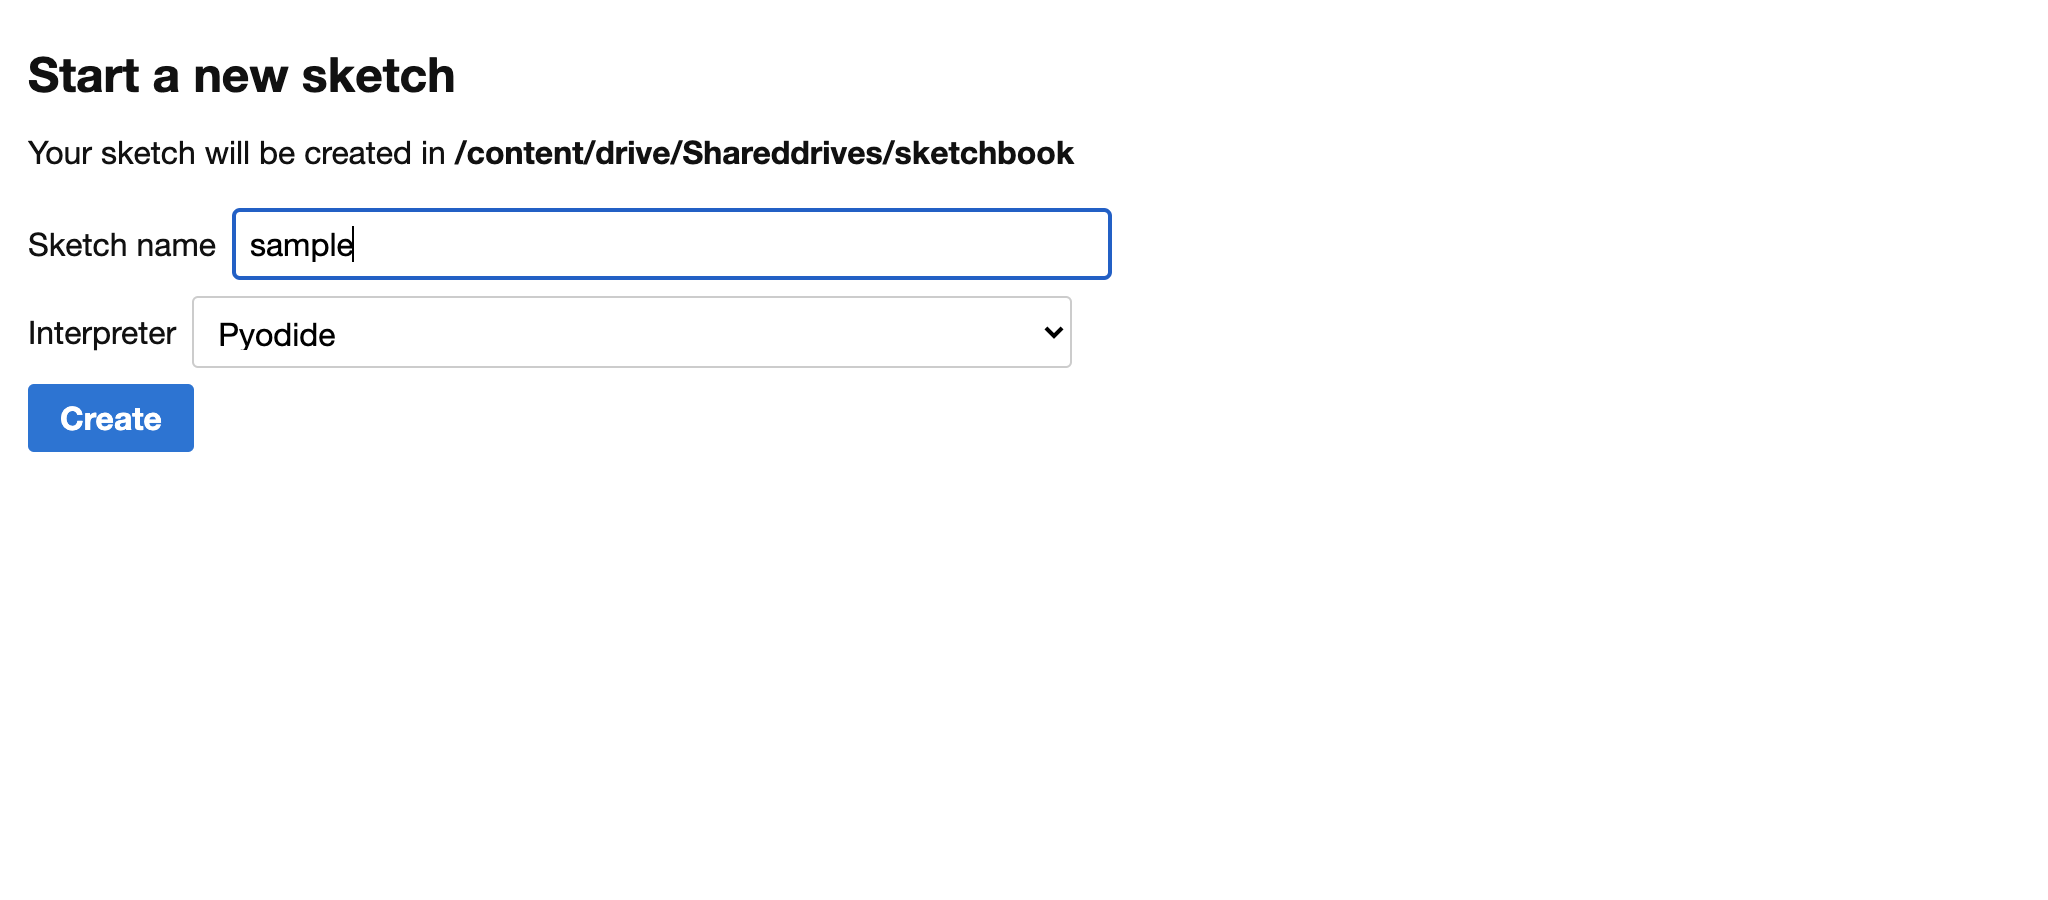 Start a new sketch
Your sketch will be created in /content/drive/Shareddrives/sketchbook
Sketch name sample
Interpreter Pyodide
Create